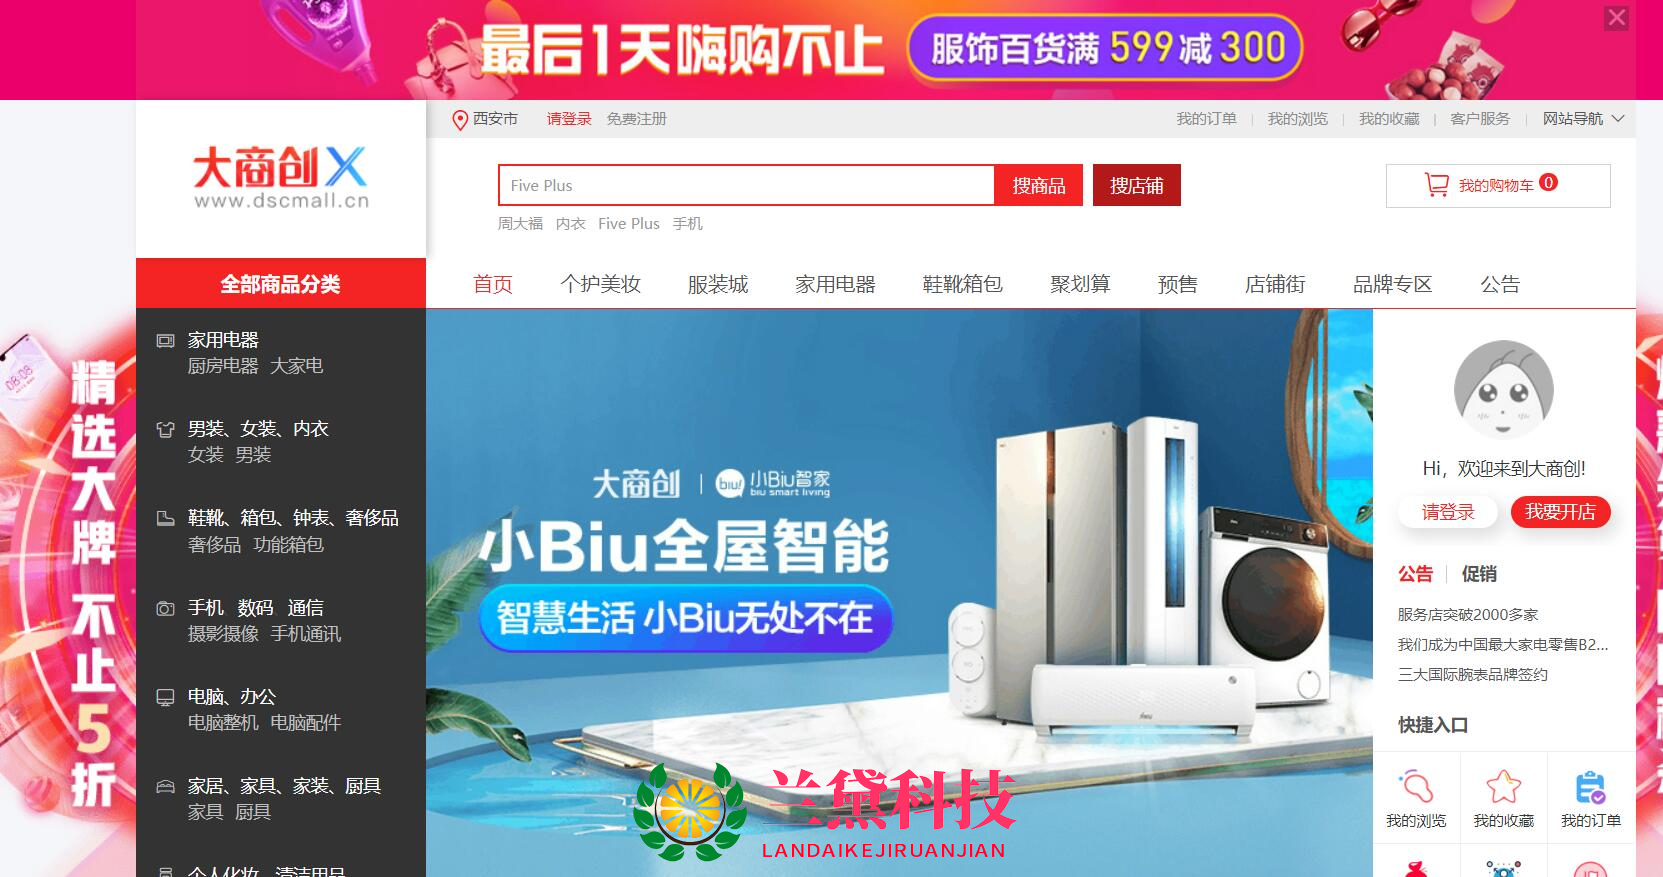 最后1天嗨购不止
服饰百货满 599 减 300
西安市 请登录 免费注册
我的订单 我的浏览 我的收藏 客户服务 网站导航
大商创X
www.dscmall.cn
Five Plus 搜商品 搜店铺
我的购物车 0
周大福 内衣 Five Plus 手机
全部商品分类
首页 个护美妆 服装城 家用电器 鞋靴箱包 聚划算 预售 店铺街 品牌专区 公告
家用电器
厨房电器 大家电
男装、女装、内衣
女装 男装
鞋靴、箱包、钟表、奢侈品
奢侈品 功能箱包
手机、数码、通信
摄影摄像 手机通讯
电脑、办公
电脑整机 电脑配件
家居、家具、家装、厨具
家具 厨具
个人化妆、清洁用品
精选大牌 不止5折
08:08
大商创 | biu! 小Biu智家
biu smart living
小Biu全屋智能
智慧生活 小Biu无处不在
兰黛科技
LANDAIKEJIRUANJIAN
Hi，欢迎来到大商创!
请登录 我要开店
公告 促销
服务店突破2000多家
我们成为中国最大家电零售B2...
三大国际腕表品牌签约
快捷入口
我的浏览 我的收藏 我的订单